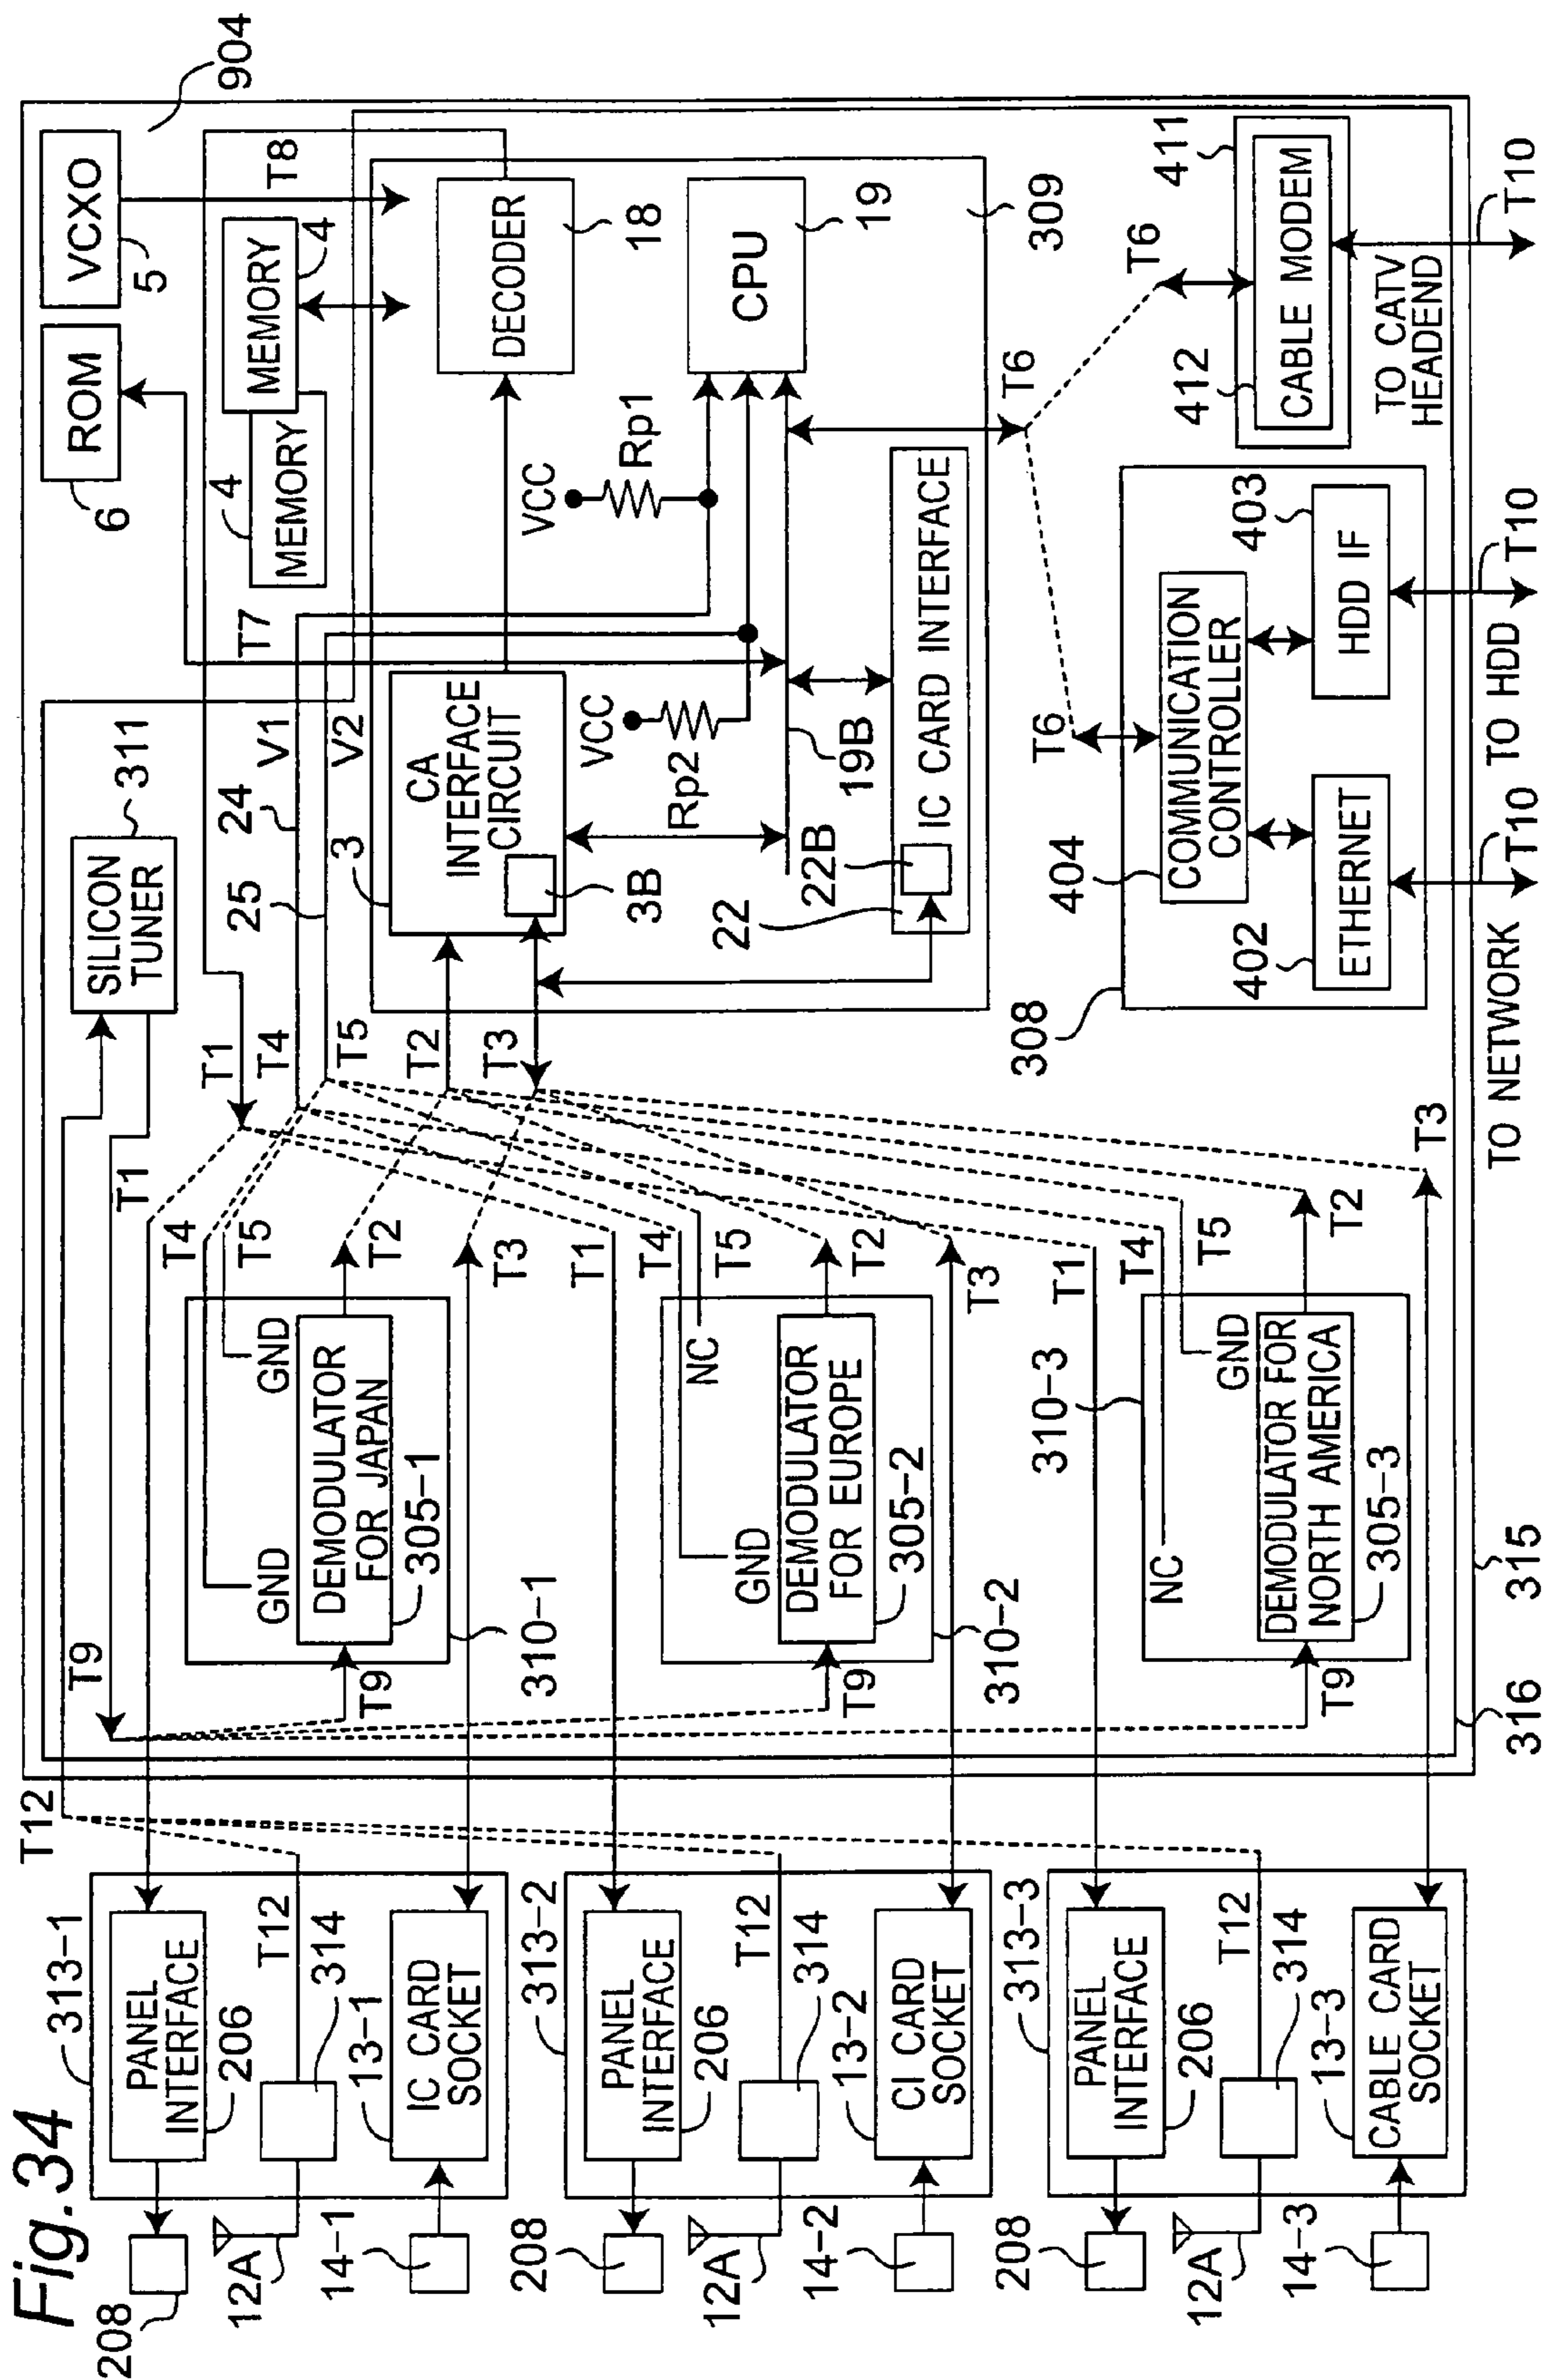 Fig.34
208
12A
14-1
313-1
PANEL
INTERFACE
206
T12
314
13-1
IC CARD
SOCKET
208
12A
14-2
313-2
PANEL
INTERFACE
206
T12
314
13-2
CI CARD
SOCKET
208
12A
14-3
313-3
PANEL
INTERFACE
206
T12
314
13-3
CABLE CARD
SOCKET
T12
T9
T1
SILICON
TUNER
311
T4
T5
GND
GND
DEMODULATOR
FOR JAPAN
305-1
T9
310-1
T2
T3
T1
T4
T5
NC
GND
DEMODULATOR
FOR EUROPE
305-2
T9
310-2
T2
T3
T1
T4
T5
310-3
NC
GND
DEMODULATOR FOR
NORTH AMERICA
305-3
T9
T2
T3
316
315
T1
T4
T5
T2
T3
24
25
V1
V2
T7
T8
ROM
6
VCXO
5
904
MEMORY
4
MEMORY
4
3
CA
INTERFACE
CIRCUIT
3B
VCC
Rp2
VCC
Rp1
DECODER
18
CPU
19
19B
22
22B
IC CARD INTERFACE
309
T6
T6
T6
308
404
COMMUNICATION
CONTROLLER
402
ETHERNET
403
HDD IF
411
412
CABLE MODEM
TO NETWORK
T10
TO HDD
T10
TO CATV
HEADEND
T10